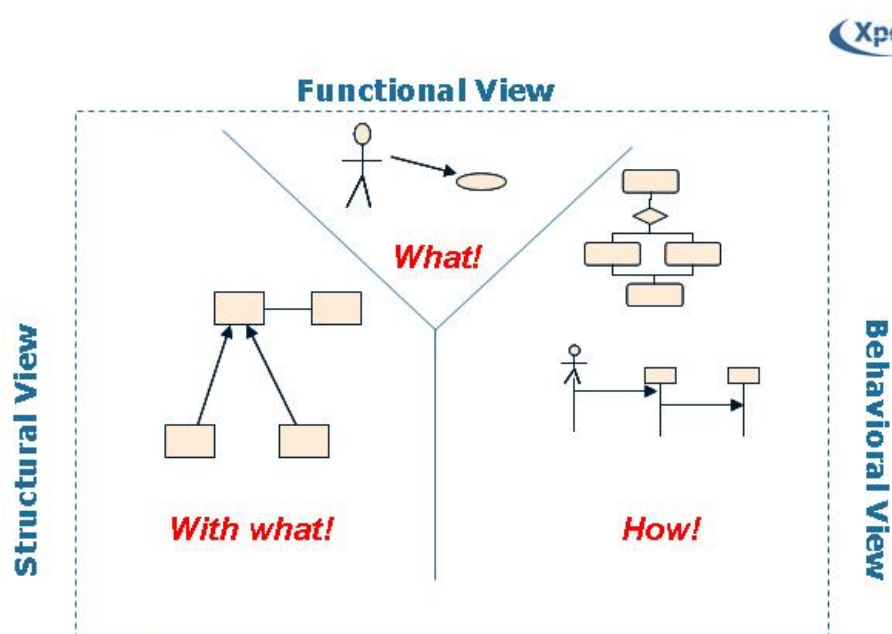 Functional View
What!
Structural View
With what!
How!
Behavioral View